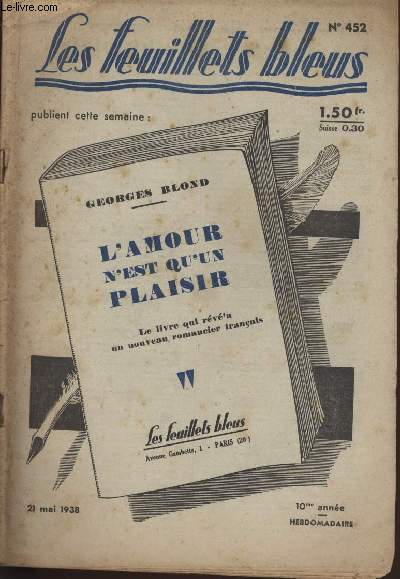 Le-livre.com
N° 452
Les feuillets bleus
publient cette semaine :
1.50 fr.
Suisse 0.30
GEORGES BLOND
L'AMOUR
N'EST QU'UN
PLAISIR
Le livre qui révéla
un nouveau romancier français
Les feuillets bleus
Avenue Gambetta, 1 - PARIS (20e)
21 mai 1938
10me année
HEBDOMADAIRE